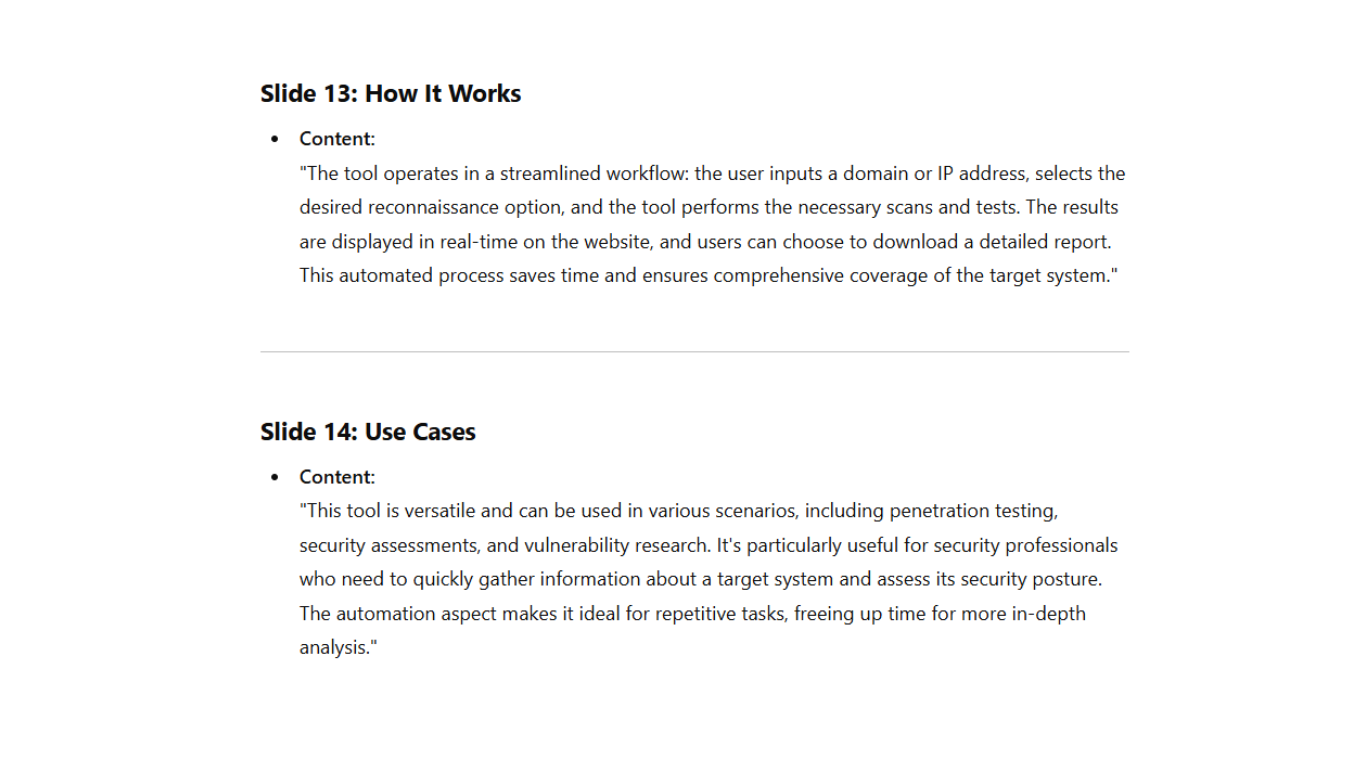 Slide 13: How It Works
• Content:
"The tool operates in a streamlined workflow: the user inputs a domain or IP address, selects the
desired reconnaissance option, and the tool performs the necessary scans and tests. The results
are displayed in real-time on the website, and users can choose to download a detailed report.
This automated process saves time and ensures comprehensive coverage of the target system."
Slide 14: Use Cases
• Content:
"This tool is versatile and can be used in various scenarios, including penetration testing,
security assessments, and vulnerability research. It's particularly useful for security professionals
who need to quickly gather information about a target system and assess its security posture.
The automation aspect makes it ideal for repetitive tasks, freeing up time for more in-depth
analysis."